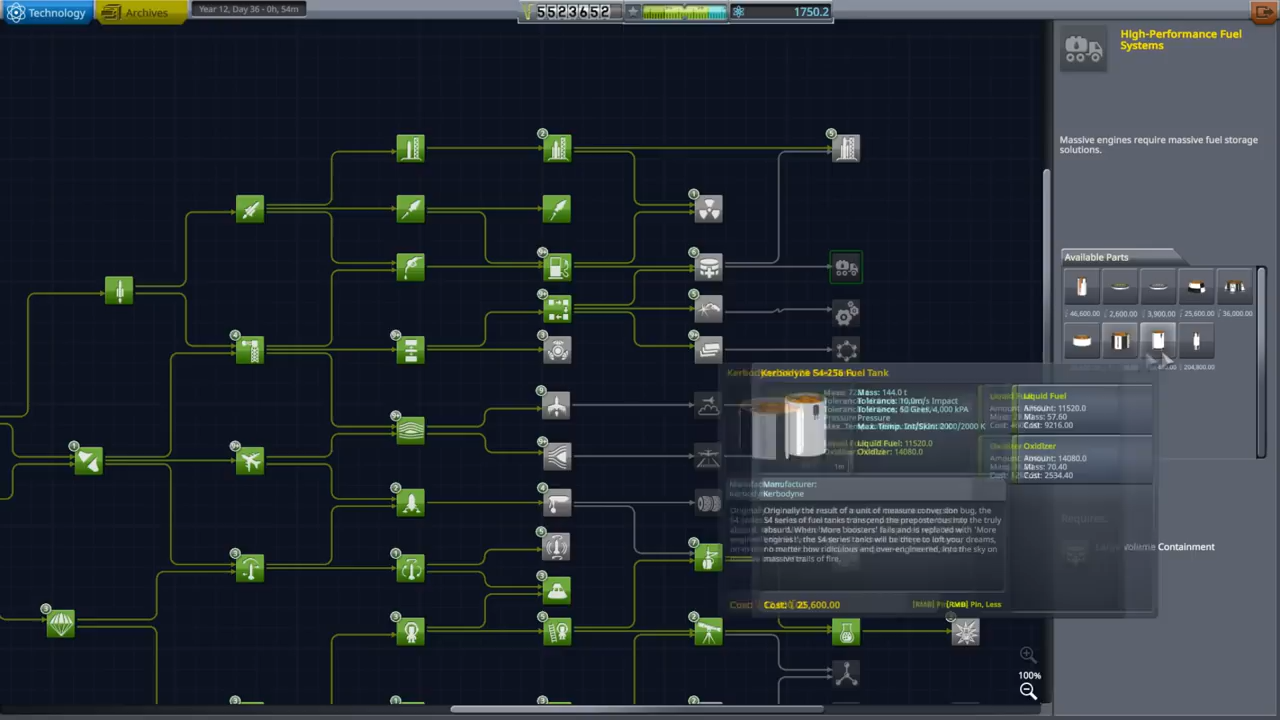 Technology
Archives
Year 12, Day 36 - 0h, 54m
5523652
1750.2
High-Performance Fuel
Systems
Massive engines require massive fuel storage
solutions.
Available Parts
46,600.00
2,600.00
3,900.00
25,600.00
36,000.00
204,800.00
Kerbodyne S4-256 Fuel Tank
Mass: 144.0 t
Tolerance: 10.0m/s Impact
Tolerance: 50 Gees, 4,000 kPA
Pressure
Max. Temp. Int/Skin: 2000/2000 K
Liquid Fuel: 11520.0
Oxidizer: 14080.0
Liquid Fuel
Amount: 11520.0
Mass: 57.60
Cost: 9216.00
Oxidizer
Amount: 14080.0
Mass: 70.40
Cost: 2534.40
Manufacturer:
Kerbodyne
Originally the result of a unit of measure conversion bug, the
S4 series of fuel tanks transcend the preposterous into the truly
absurd. When 'More boosters' fails and is replaced with 'More
engines!', the S4 series tanks will be there to loft your dreams,
no matter how ridiculous and over-engineered, into the sky on
massive trails of fire.
Cost:
25,600.00
[RMB] Pin, Less
Requires:
Large Volume Containment
100%